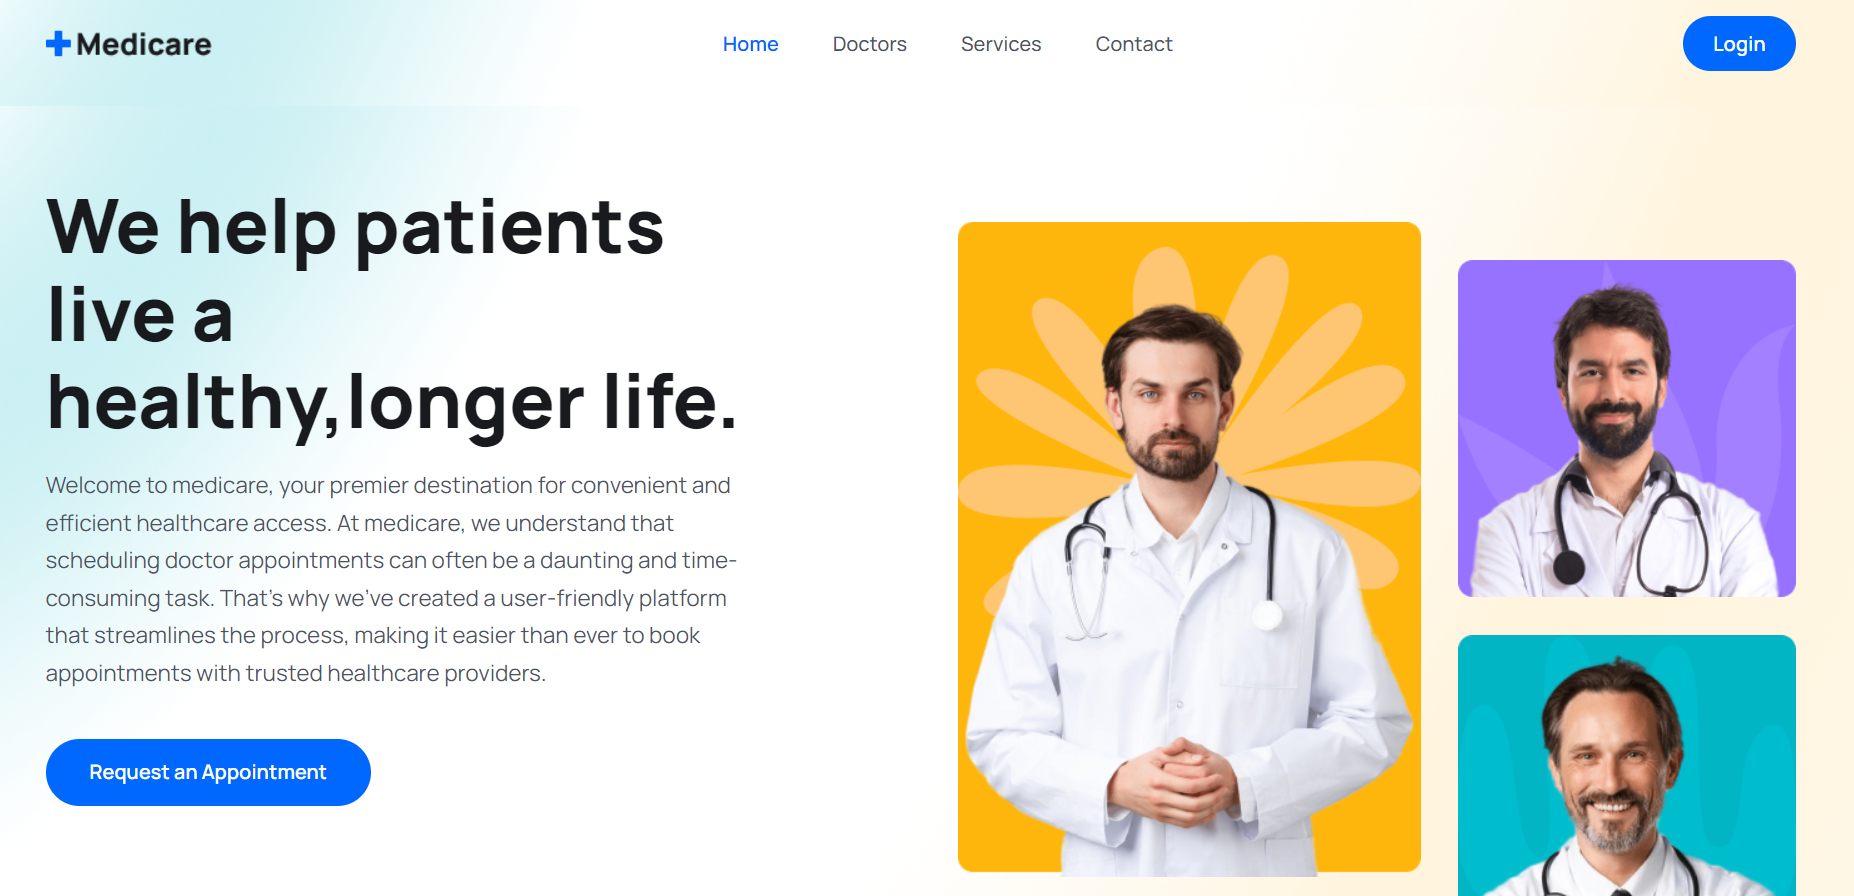 Medicare
Home
Doctors
Services
Contact
Login
We help patients
live a
healthy,longer life.
Welcome to medicare, your premier destination for convenient and
efficient healthcare access. At medicare, we understand that
scheduling doctor appointments can often be a daunting and time-
consuming task. That’s why we’ve created a user-friendly platform
that streamlines the process, making it easier than ever to book
appointments with trusted healthcare providers.
Request an Appointment